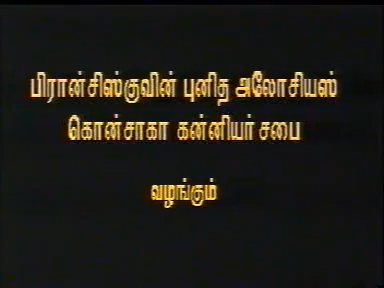 பிரான்சிஸ்குவின் புனித அலோசியஸ்
கொன்சாகா கன்னியர் சபை
வழங்கும்